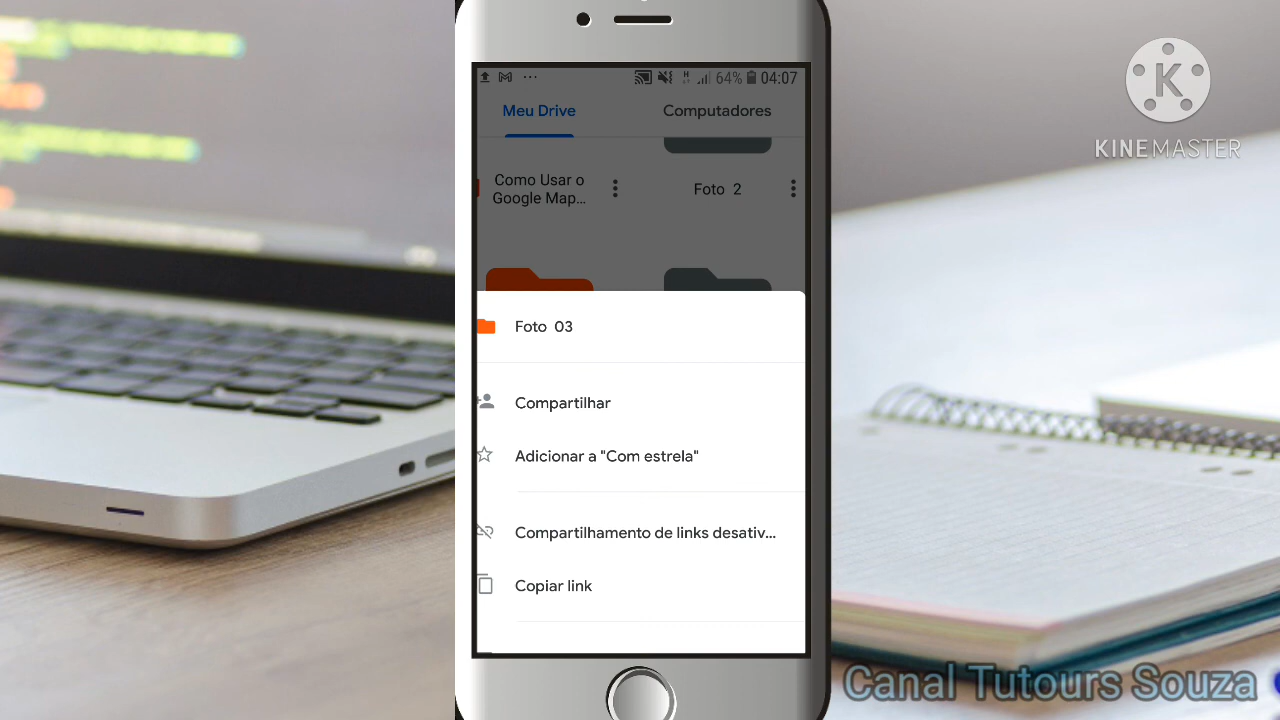 64% 04:07
Meu Drive
Computadores
Como Usar o
Google Map...
Foto 2
Foto 03
Compartilhar
Adicionar a "Com estrela"
Compartilhamento de links desativ...
Copiar link
KINEMASTER
Canal Tutours Souza